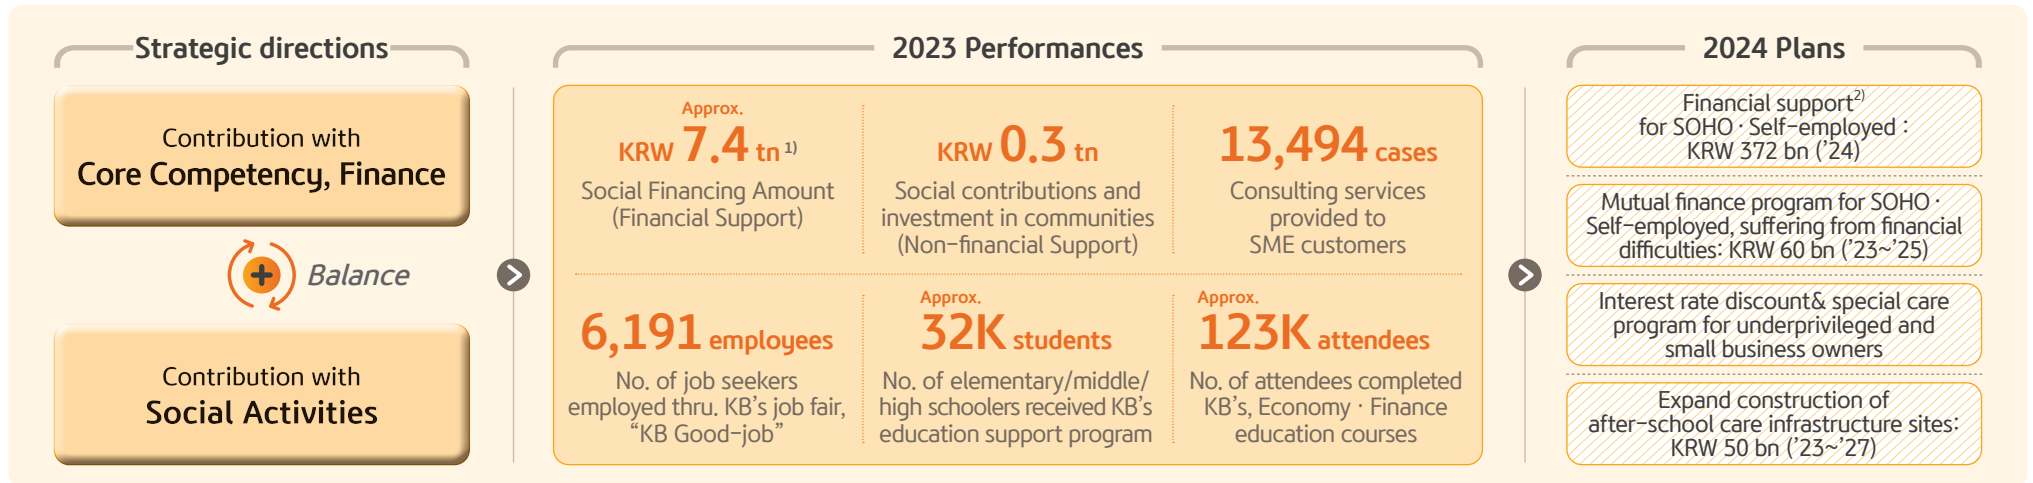 Strategic directions
Contribution with
Core Competency, Finance
Balance
Contribution with
Social Activities
2023 Performances
Approx.
KRW 7.4 tn 1)
Social Financing Amount
(Financial Support)
KRW 0.3 tn
Social contributions and
investment in communities
(Non-financial Support)
13,494 cases
Consulting services
provided to
SME customers
6,191 employees
No. of job seekers
employed thru. KB's job fair,
"KB Good-job"
Approx.
32K students
No. of elementary/middle/
high schoolers received KB's
education support program
Approx.
123K attendees
No. of attendees completed
KB's, Economy · Finance
education courses
2024 Plans
Financial support2)
for SOHO · Self-employed :
KRW 372 bn ('24)
Mutual finance program for SOHO ·
Self-employed, suffering from financial
difficulties: KRW 60 bn ('23~'25)
Interest rate discount& special care
program for underprivileged and
small business owners
Expand construction of
after-school care infrastructure sites:
KRW 50 bn ('23~'27)